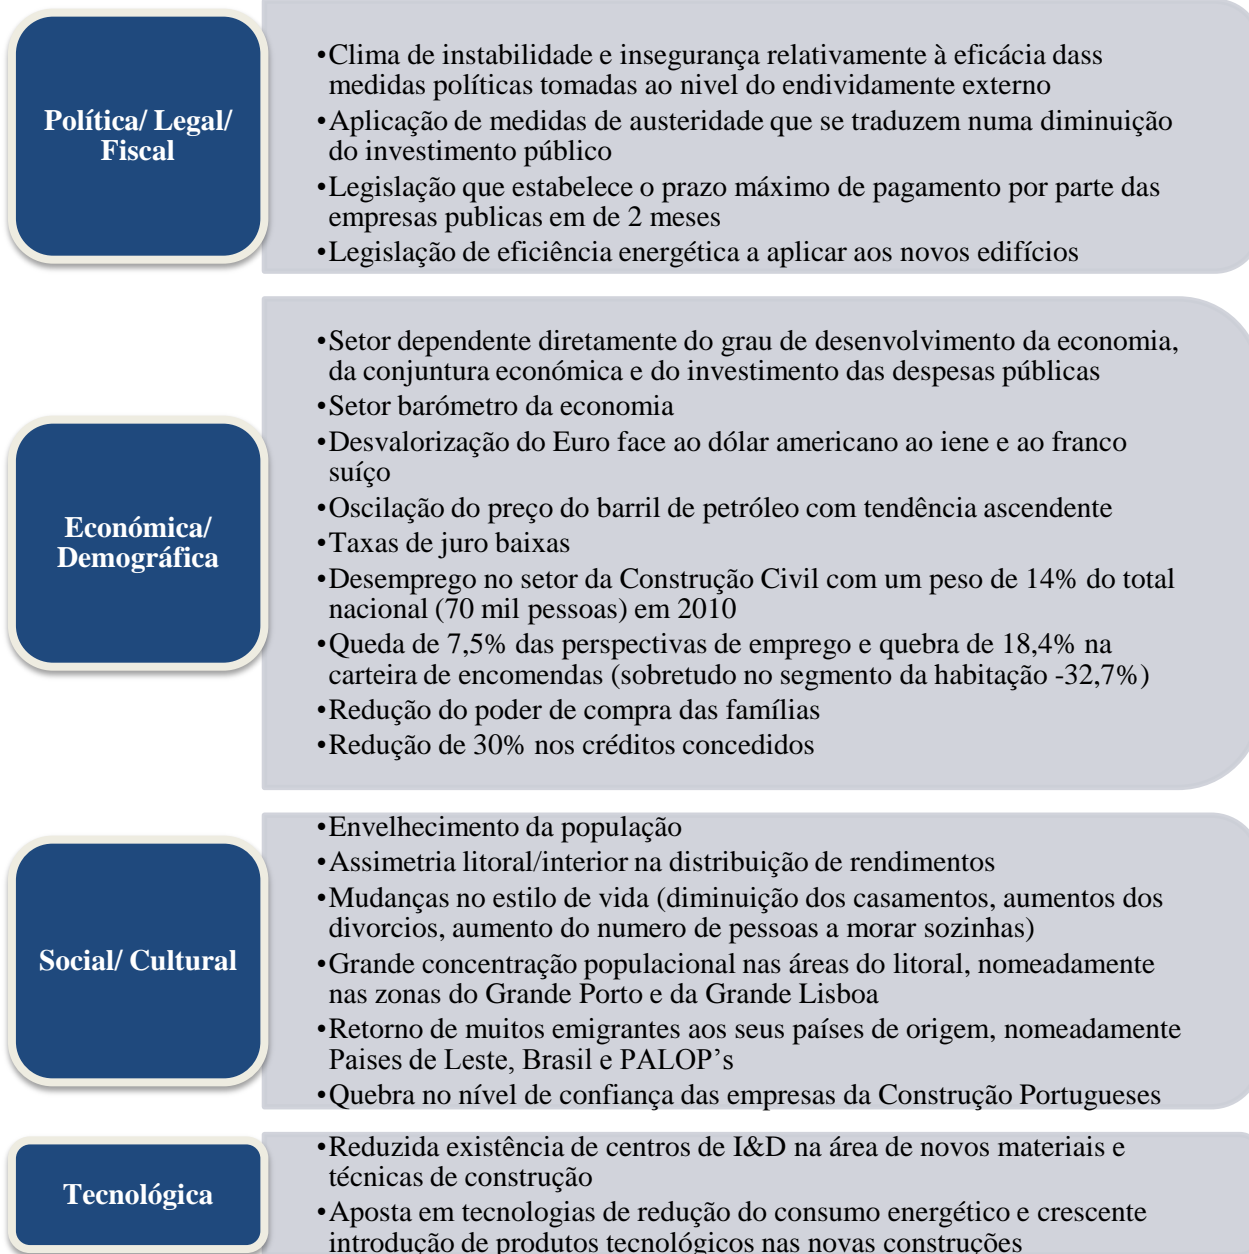 Política/ Legal/
Fiscal
•Clima de instabilidade e insegurança relativamente à eficácia dass
medidas políticas tomadas ao nivel do endividamente externo
•Aplicação de medidas de austeridade que se traduzem numa diminuição
do investimento público
•Legislação que estabelece o prazo máximo de pagamento por parte das
empresas publicas em de 2 meses
•Legislação de eficiência energética a aplicar aos novos edifícios
Económica/
Demográfica
•Setor dependente diretamente do grau de desenvolvimento da economia,
da conjuntura económica e do investimento das despesas públicas
•Setor barómetro da economia
•Desvalorização do Euro face ao dólar americano ao iene e ao franco
suíço
•Oscilação do preço do barril de petróleo com tendência ascendente
•Taxas de juro baixas
•Desemprego no setor da Construção Civil com um peso de 14% do total
nacional (70 mil pessoas) em 2010
•Queda de 7,5% das perspectivas de emprego e quebra de 18,4% na
carteira de encomendas (sobretudo no segmento da habitação -32,7%)
•Redução do poder de compra das famílias
•Redução de 30% nos créditos concedidos
Social/ Cultural
•Envelhecimento da população
•Assimetria litoral/interior na distribuição de rendimentos
•Mudanças no estilo de vida (diminuição dos casamentos, aumentos dos
divorcios, aumento do numero de pessoas a morar sozinhas)
•Grande concentração populacional nas áreas do litoral, nomeadamente
nas zonas do Grande Porto e da Grande Lisboa
•Retorno de muitos emigrantes aos seus países de origem, nomeadamente
Paises de Leste, Brasil e PALOP’s
•Quebra no nível de confiança das empresas da Construção Portugueses
Tecnológica
•Reduzida existência de centros de I&D na área de novos materiais e
técnicas de construção
•Aposta em tecnologias de redução do consumo energético e crescente
introdução de produtos tecnológicos nas novas construções